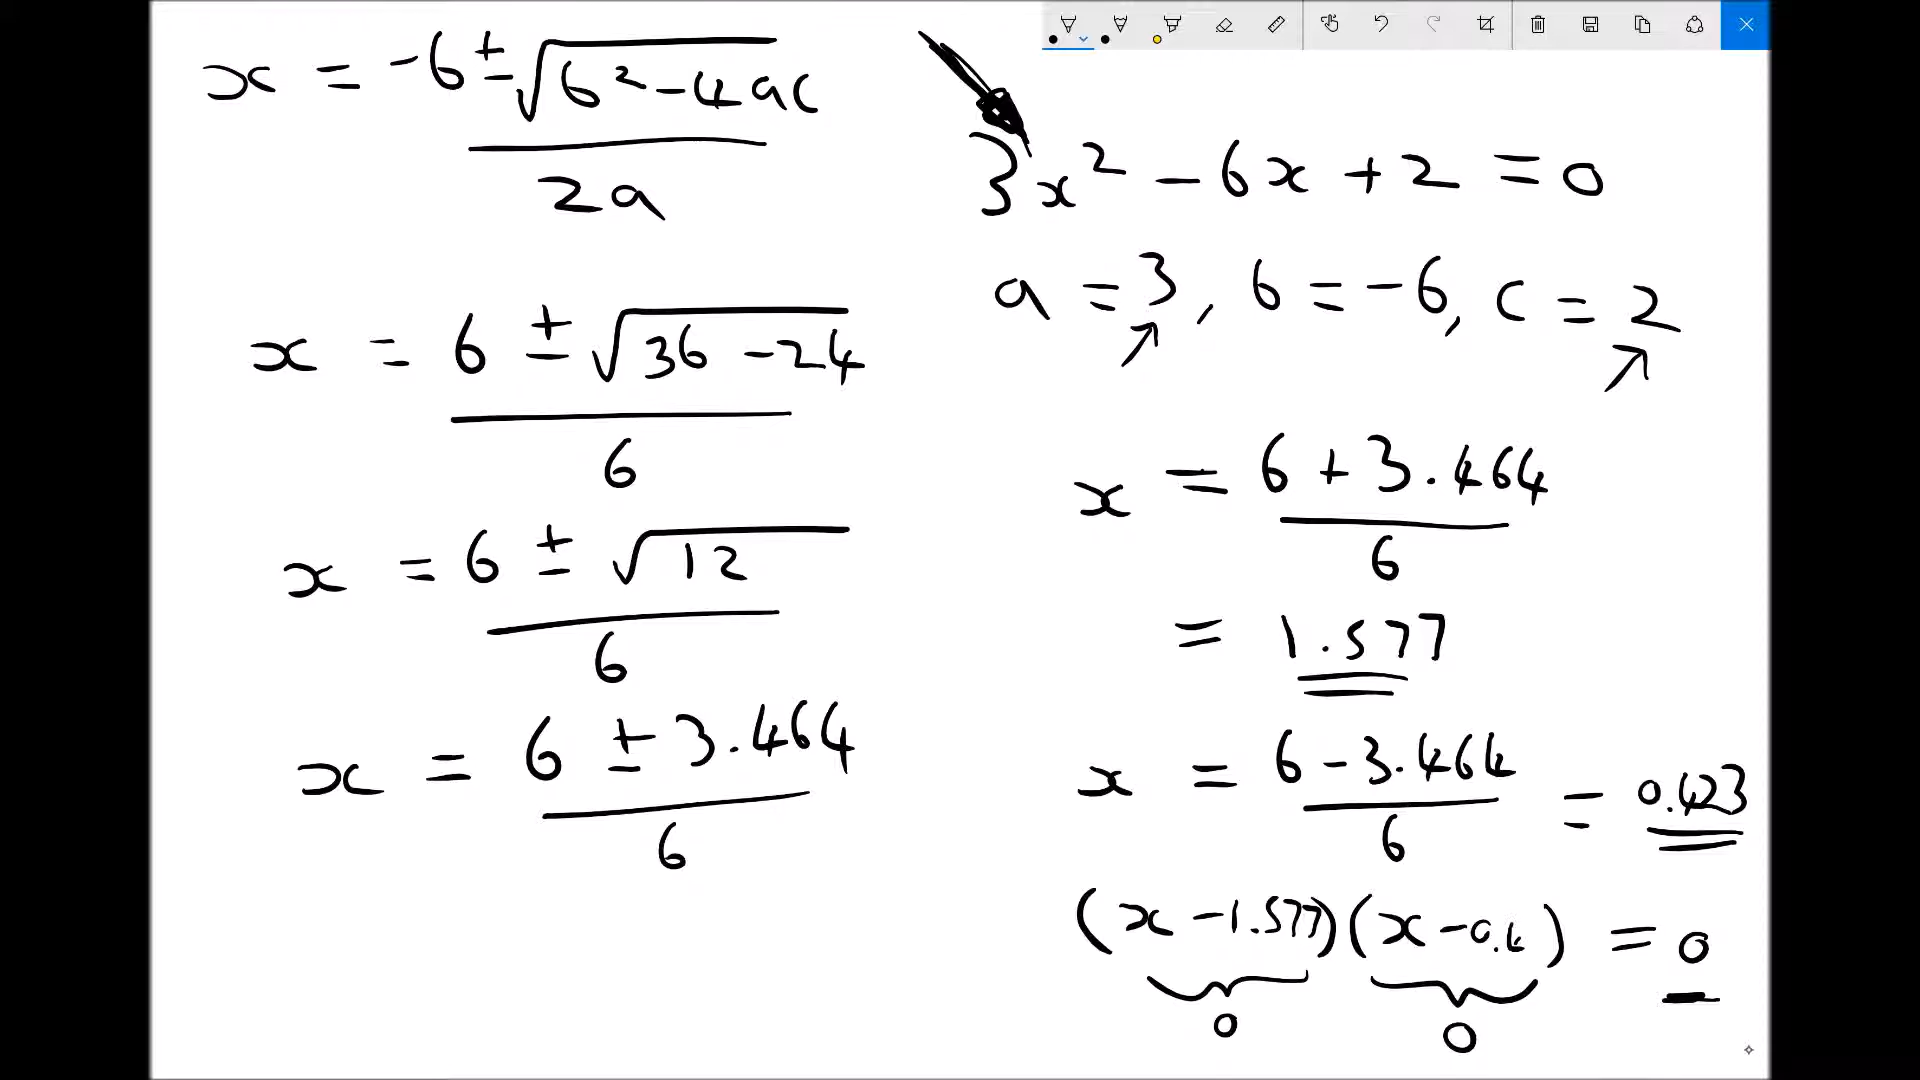 x = -b ± √b² - 4ac
2a
x = 6 ± √36 - 24
6
x = 6 ± √12
6
x = 6 ± 3.464
6
3x² - 6x + 2 = 0
a = 3, b = -6, c = 2
x = 6 + 3.464
6
= 1.577
x = 6 - 3.464 = 0.423
6
(x - 1.577)(x - 0.4) = 0
0 0